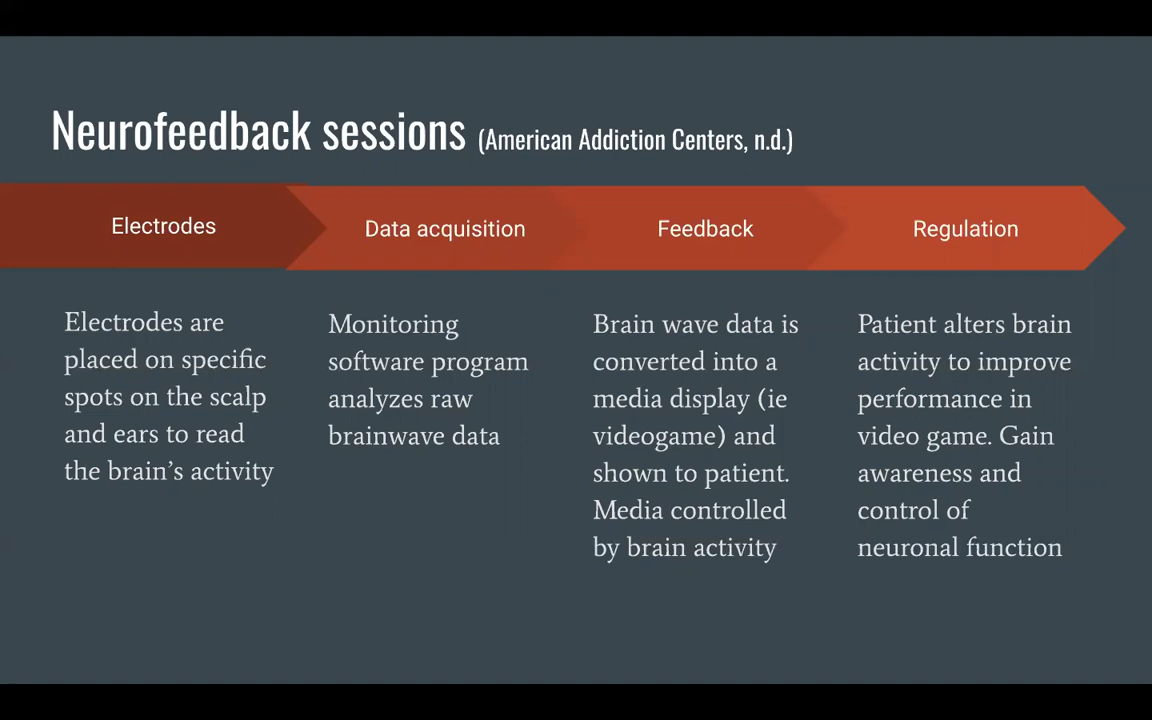 Neurofeedback sessions (American Addiction Centers, n.d.)
Electrodes
Data acquisition
Feedback
Regulation
Electrodes are
placed on specific
spots on the scalp
and ears to read
the brain’s activity
Monitoring
software program
analyzes raw
brainwave data
Brain wave data is
converted into a
media display (ie
videogame) and
shown to patient.
Media controlled
by brain activity
Patient alters brain
activity to improve
performance in
video game. Gain
awareness and
control of
neuronal function